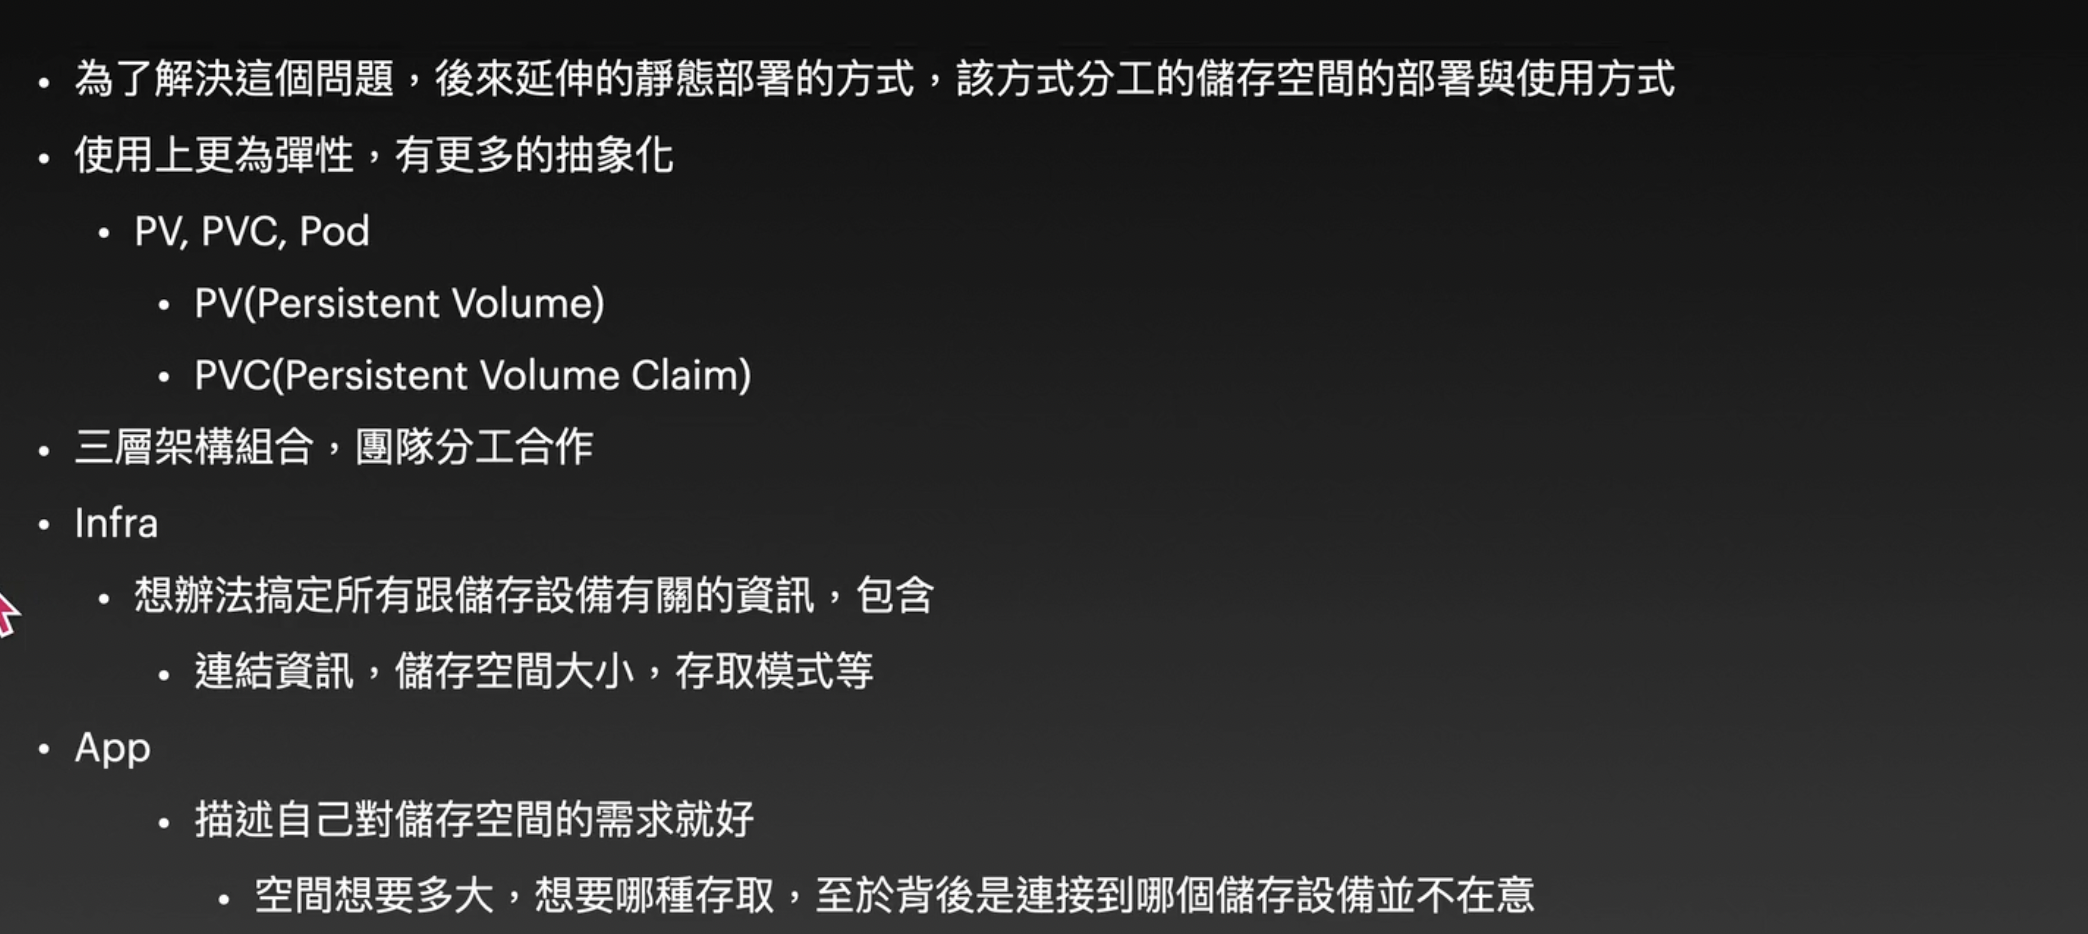 • 為了解決這個問題，後來延伸的靜態部署的方式，該方式分工的儲存空間的部署與使用方式
• 使用上更為彈性，有更多的抽象化
• PV, PVC, Pod
• PV(Persistent Volume)
• PVC(Persistent Volume Claim)
• 三層架構組合，團隊分工合作
• Infra
• 想辦法搞定所有跟儲存設備有關的資訊，包含
• 連結資訊，儲存空間大小，存取模式等
• App
• 描述自己對儲存空間的需求就好
• 空間想要多大，想要哪種存取，至於背後是連接到哪個儲存設備並不在意